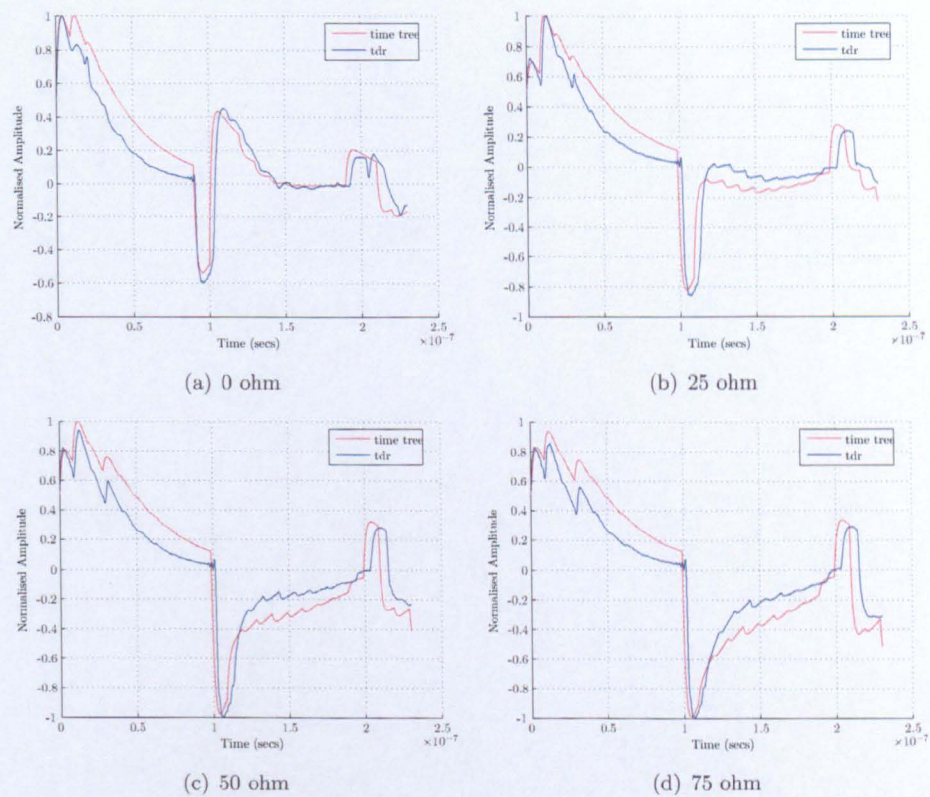 1
0.8
0.6
0.4
0.2
0
-0.2
-0.4
-0.6
-0.8
Normalised Amplitude
time tree
tdr
0 0.5 1 1.5 2 2.5
Time (secs)
×10⁻⁷
(a) 0 ohm
1
0.8
0.6
0.4
0.2
0
-0.2
-0.4
-0.6
-0.8
-1
Normalised Amplitude
time tree
tdr
0 0.5 1 1.5 2 2.5
Time (secs)
×10⁻⁷
(b) 25 ohm
1
0.8
0.6
0.4
0.2
0
-0.2
-0.4
-0.6
-0.8
-1
Normalised Amplitude
time tree
tdr
0 0.5 1 1.5 2 2.5
Time (secs)
×10⁻⁷
(c) 50 ohm
1
0.8
0.6
0.4
0.2
0
-0.2
-0.4
-0.6
-0.8
-1
Normalised Amplitude
time tree
tdr
0 0.5 1 1.5 2 2.5
Time (secs)
×10⁻⁷
(d) 75 ohm